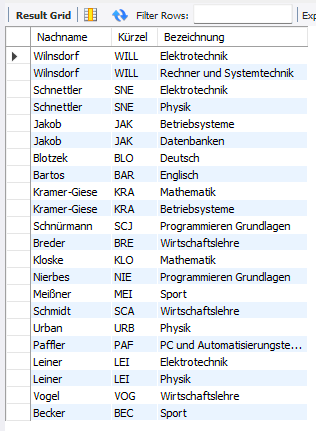 Result Grid Filter Rows: Exp
Nachname Kürzel Bezeichnung
Wilnsdorf WILL Elektrotechnik
Wilnsdorf WILL Rechner und Systemtechnik
Schnettler SNE Elektrotechnik
Schnettler SNE Physik
Jakob JAK Betriebsysteme
Jakob JAK Datenbanken
Blotzek BLO Deutsch
Bartos BAR Englisch
Kramer-Giese KRA Mathematik
Kramer-Giese KRA Betriebsysteme
Schnürmann SCJ Programmieren Grundlagen
Breder BRE Wirtschaftslehre
Kloske KLO Mathematik
Nierbes NIE Programmieren Grundlagen
Meißner MEI Sport
Schmidt SCA Wirtschaftslehre
Urban URB Physik
Paffler PAF PC und Automatisierungste...
Leiner LEI Elektrotechnik
Leiner LEI Physik
Vogel VOG Wirtschaftslehre
Becker BEC Sport